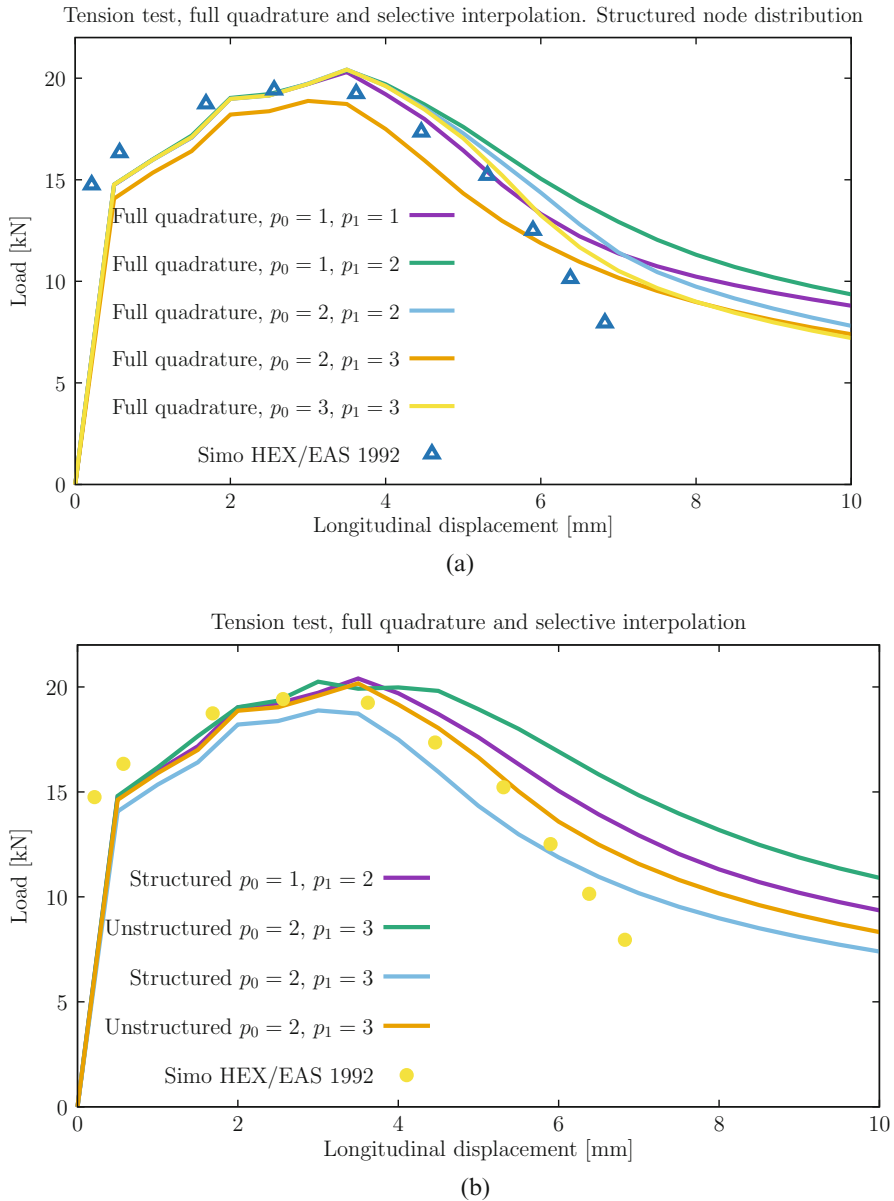 Tension test, full quadrature and selective interpolation. Structured node distribution
20
15
10
5
0
Load [kN]
Full quadrature, p₀ = 1, p₁ = 1
Full quadrature, p₀ = 1, p₁ = 2
Full quadrature, p₀ = 2, p₁ = 2
Full quadrature, p₀ = 2, p₁ = 3
Full quadrature, p₀ = 3, p₁ = 3
Simo HEX/EAS 1992
0 2 4 6 8 10
Longitudinal displacement [mm]
(a)
Tension test, full quadrature and selective interpolation
20
15
10
5
0
Load [kN]
Structured p₀ = 1, p₁ = 2
Unstructured p₀ = 2, p₁ = 3
Structured p₀ = 2, p₁ = 3
Unstructured p₀ = 2, p₁ = 3
Simo HEX/EAS 1992
0 2 4 6 8 10
Longitudinal displacement [mm]
(b)